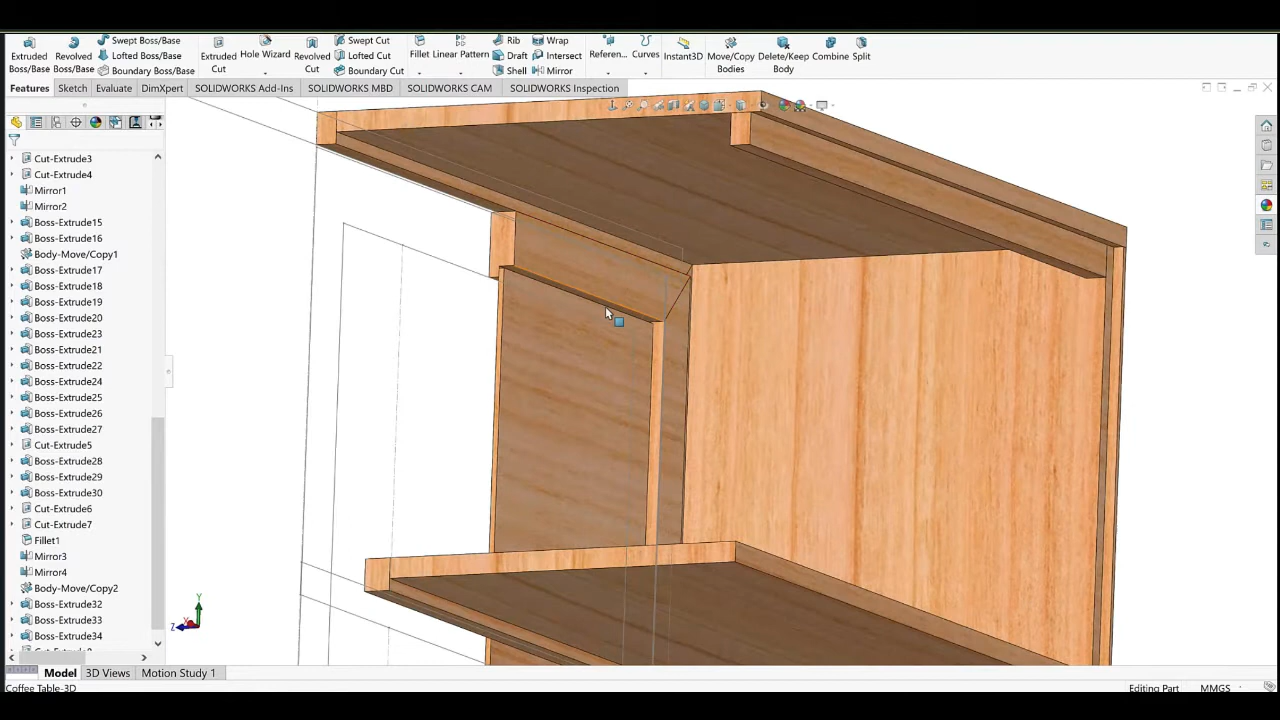 Extruded Boss/Base
Revolved Boss/Base
Swept Boss/Base
Lofted Boss/Base
Boundary Boss/Base
Extruded Cut
Hole Wizard
Revolved Cut
Swept Cut
Lofted Cut
Boundary Cut
Fillet
Linear Pattern
Rib
Draft
Shell
Wrap
Intersect
Mirror
Referen...
Curves
Instant3D
Move/Copy Bodies
Delete/Keep Body
Combine
Split
Features
Sketch
Evaluate
DimXpert
SOLIDWORKS Add-Ins
SOLIDWORKS MBD
SOLIDWORKS CAM
SOLIDWORKS Inspection
Cut-Extrude3
Cut-Extrude4
Mirror1
Mirror2
Boss-Extrude15
Boss-Extrude16
Body-Move/Copy1
Boss-Extrude17
Boss-Extrude18
Boss-Extrude19
Boss-Extrude20
Boss-Extrude23
Boss-Extrude21
Boss-Extrude22
Boss-Extrude24
Boss-Extrude25
Boss-Extrude26
Boss-Extrude27
Cut-Extrude5
Boss-Extrude28
Boss-Extrude29
Boss-Extrude30
Cut-Extrude6
Cut-Extrude7
Fillet1
Mirror3
Mirror4
Body-Move/Copy2
Boss-Extrude32
Boss-Extrude33
Boss-Extrude34
Y
X
Z
Model
3D Views
Motion Study 1
Coffee Table-3D
Editing Part
MMGS